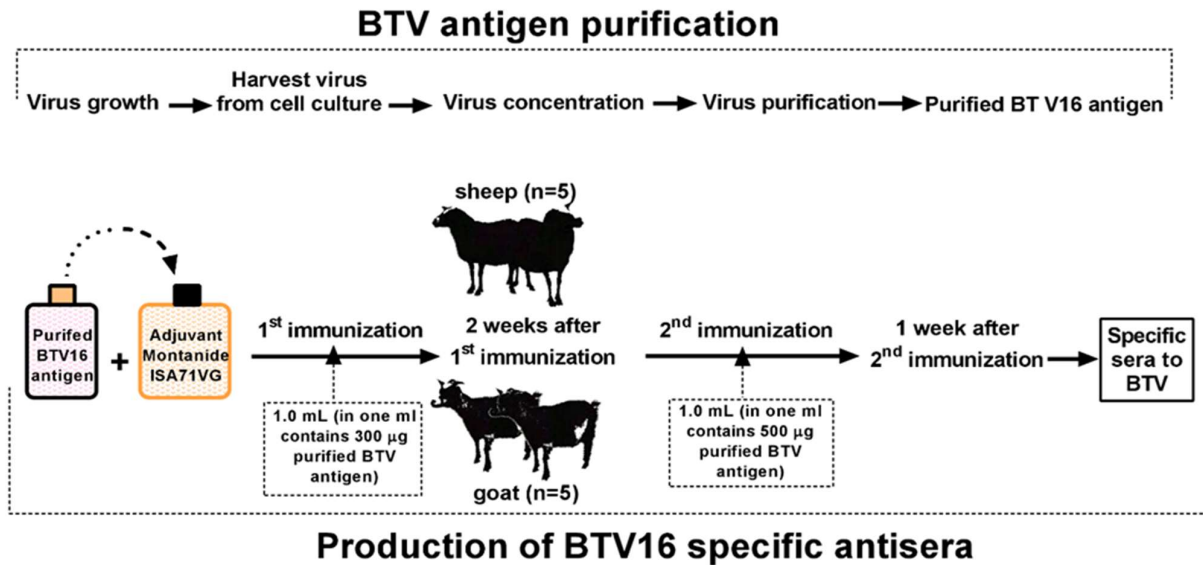 BTV antigen purification
Harvest virus
Virus growth from cell culture Virus concentration Virus purification Purified BT V16 antigen
sheep (n=5)
Purifed
BTV16
antigen
+
Adjuvant
Montanide
ISA71VG
1st immunization
1.0 mL (in one ml
contains 300 µg
purified BTV
antigen)
2 weeks after
1st immunization
goat (n=5)
2nd immunization
1.0 mL (in one ml
contains 500 µg
purified BTV
antigen)
1 week after
2nd immunization
Specific
sera to
BTV
Production of BTV16 specific antisera